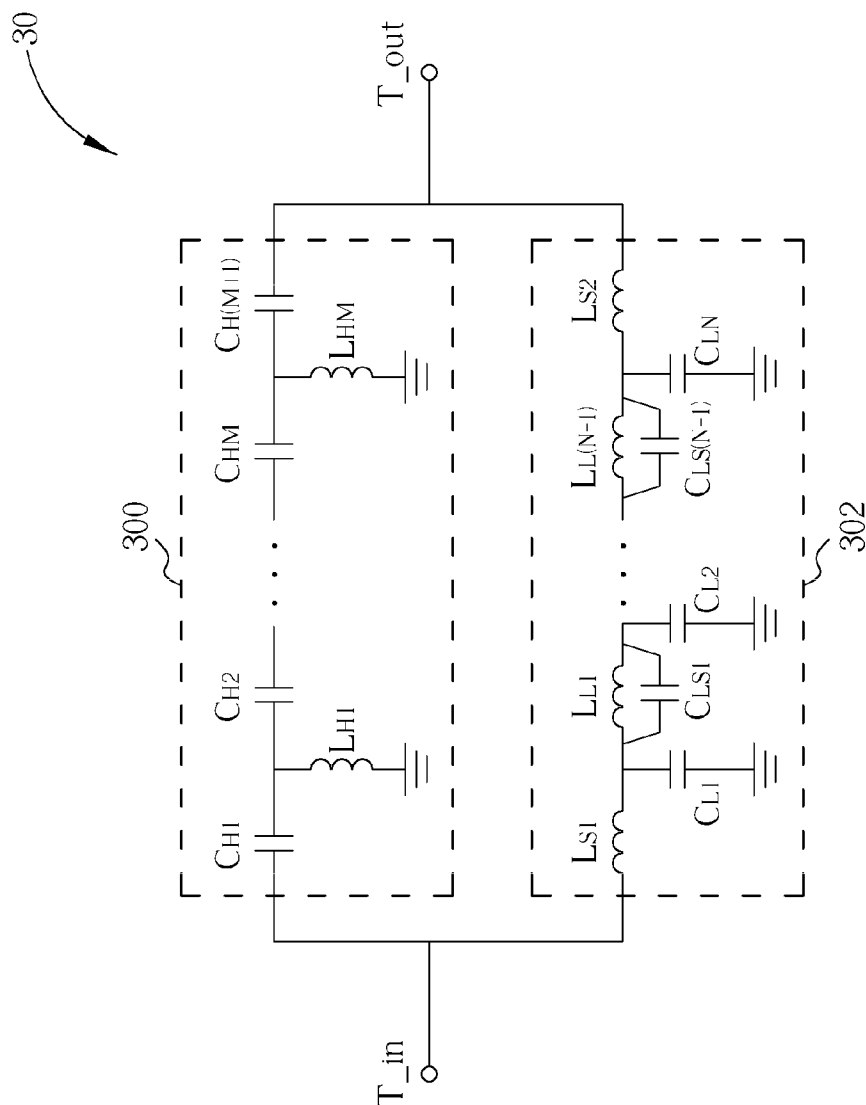 30
T_in
T_out
300
CH1
CH2
CHM
CH(M+1)
LH1
LHM
302
LS1
LL1
LL(N-1)
LS2
CL1
CLS1
CL2
CLS(N-1)
CLN